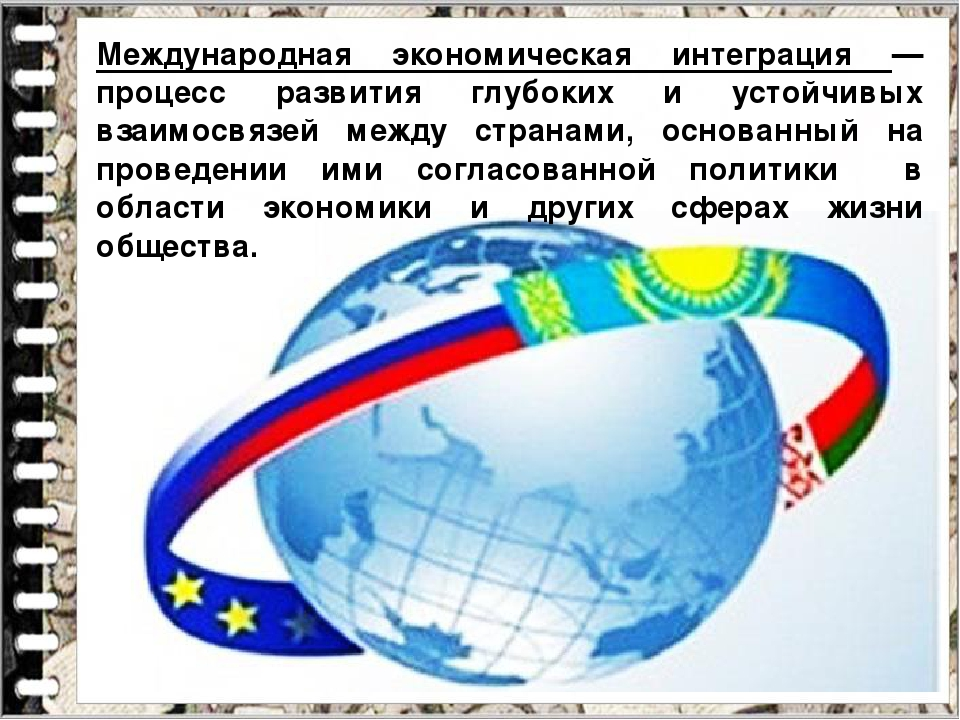 Международная экономическая интеграция —
процесс развития глубоких и устойчивых
взаимосвязей между странами, основанный на
проведении ими согласованной политики в
области экономики и других сферах жизни
общества.